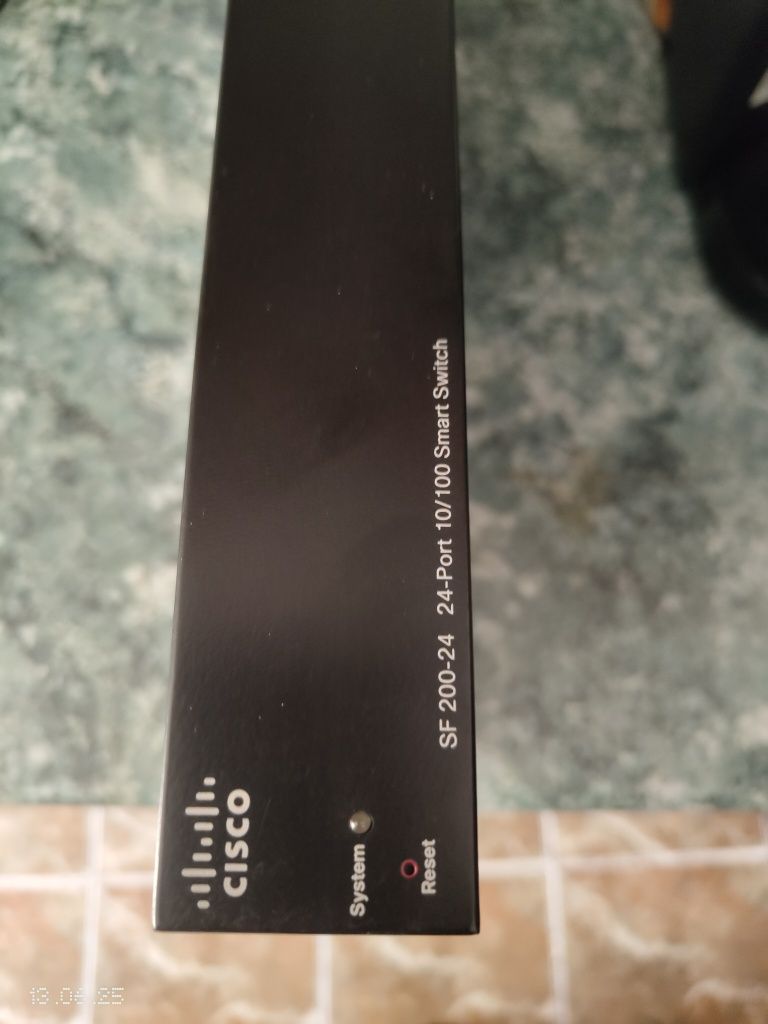 CISCO
System
Reset
SF 200-24 24-Port 10/100 Smart Switch
13.06.25